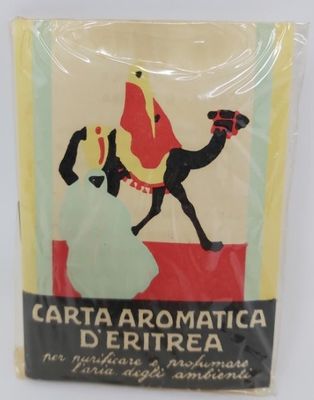 CARTA AROMATICA
D'ERITREA
per purificare e profumare
l'aria degli ambienti